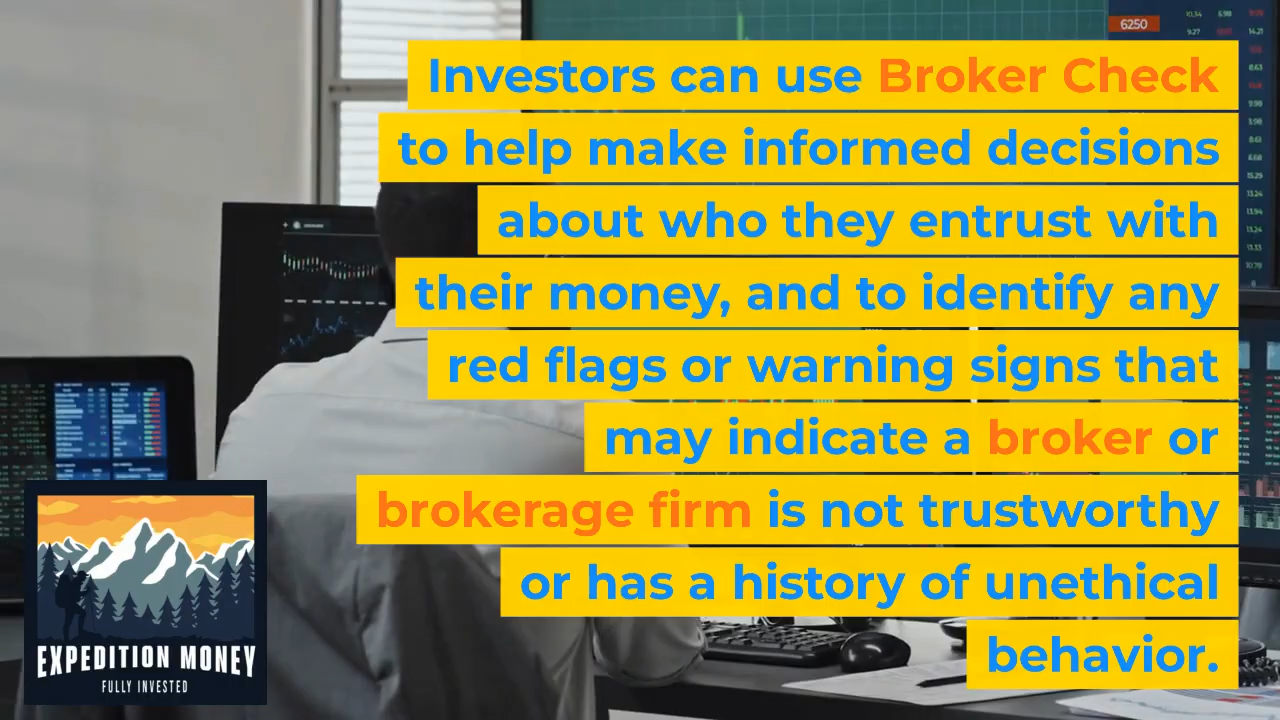 6250
Investors can use Broker Check
to help make informed decisions
about who they entrust with
their money, and to identify any
red flags or warning signs that
may indicate a broker or
brokerage firm is not trustworthy
or has a history of unethical
behavior.
EXPEDITION MONEY
FULLY INVESTED